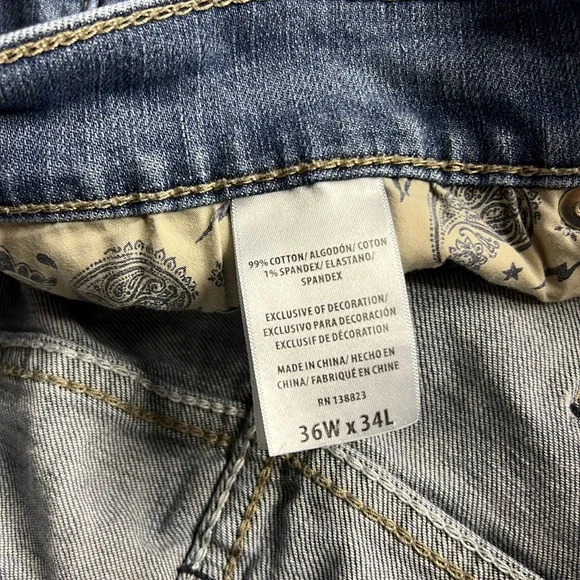 99% COTTON/ ALGODÓN/ COTON
1% SPANDEX/ ELASTANO/
SPANDEX
EXCLUSIVE OF DECORATION/
EXCLUSIVO PARA DECORACIÓN
EXCLUSIF DE DÉCORATION
MADE IN CHINA/ HECHO EN
CHINA/ FABRIQUÉ EN CHINE
RN 138823
36W x 34L